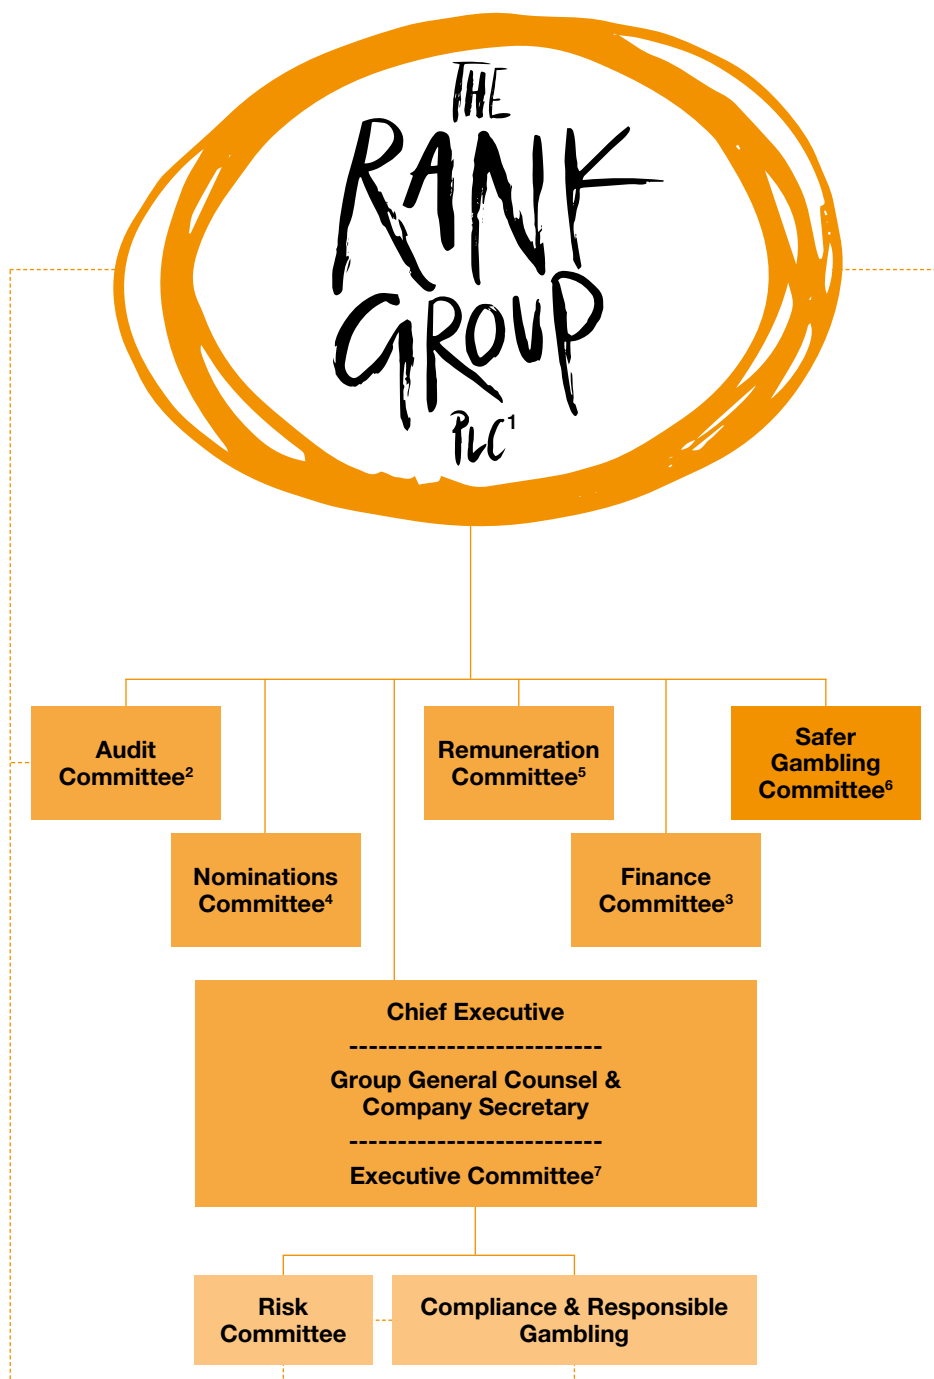 THE
RANK
GROUP
PLC¹
Audit
Committee²
Remuneration
Committee⁵
Safer
Gambling
Committee⁶
Nominations
Committee⁴
Finance
Committee³
Chief Executive
--------------------------
Group General Counsel &
Company Secretary
--------------------------
Executive Committee⁷
Risk
Committee
Compliance & Responsible
Gambling